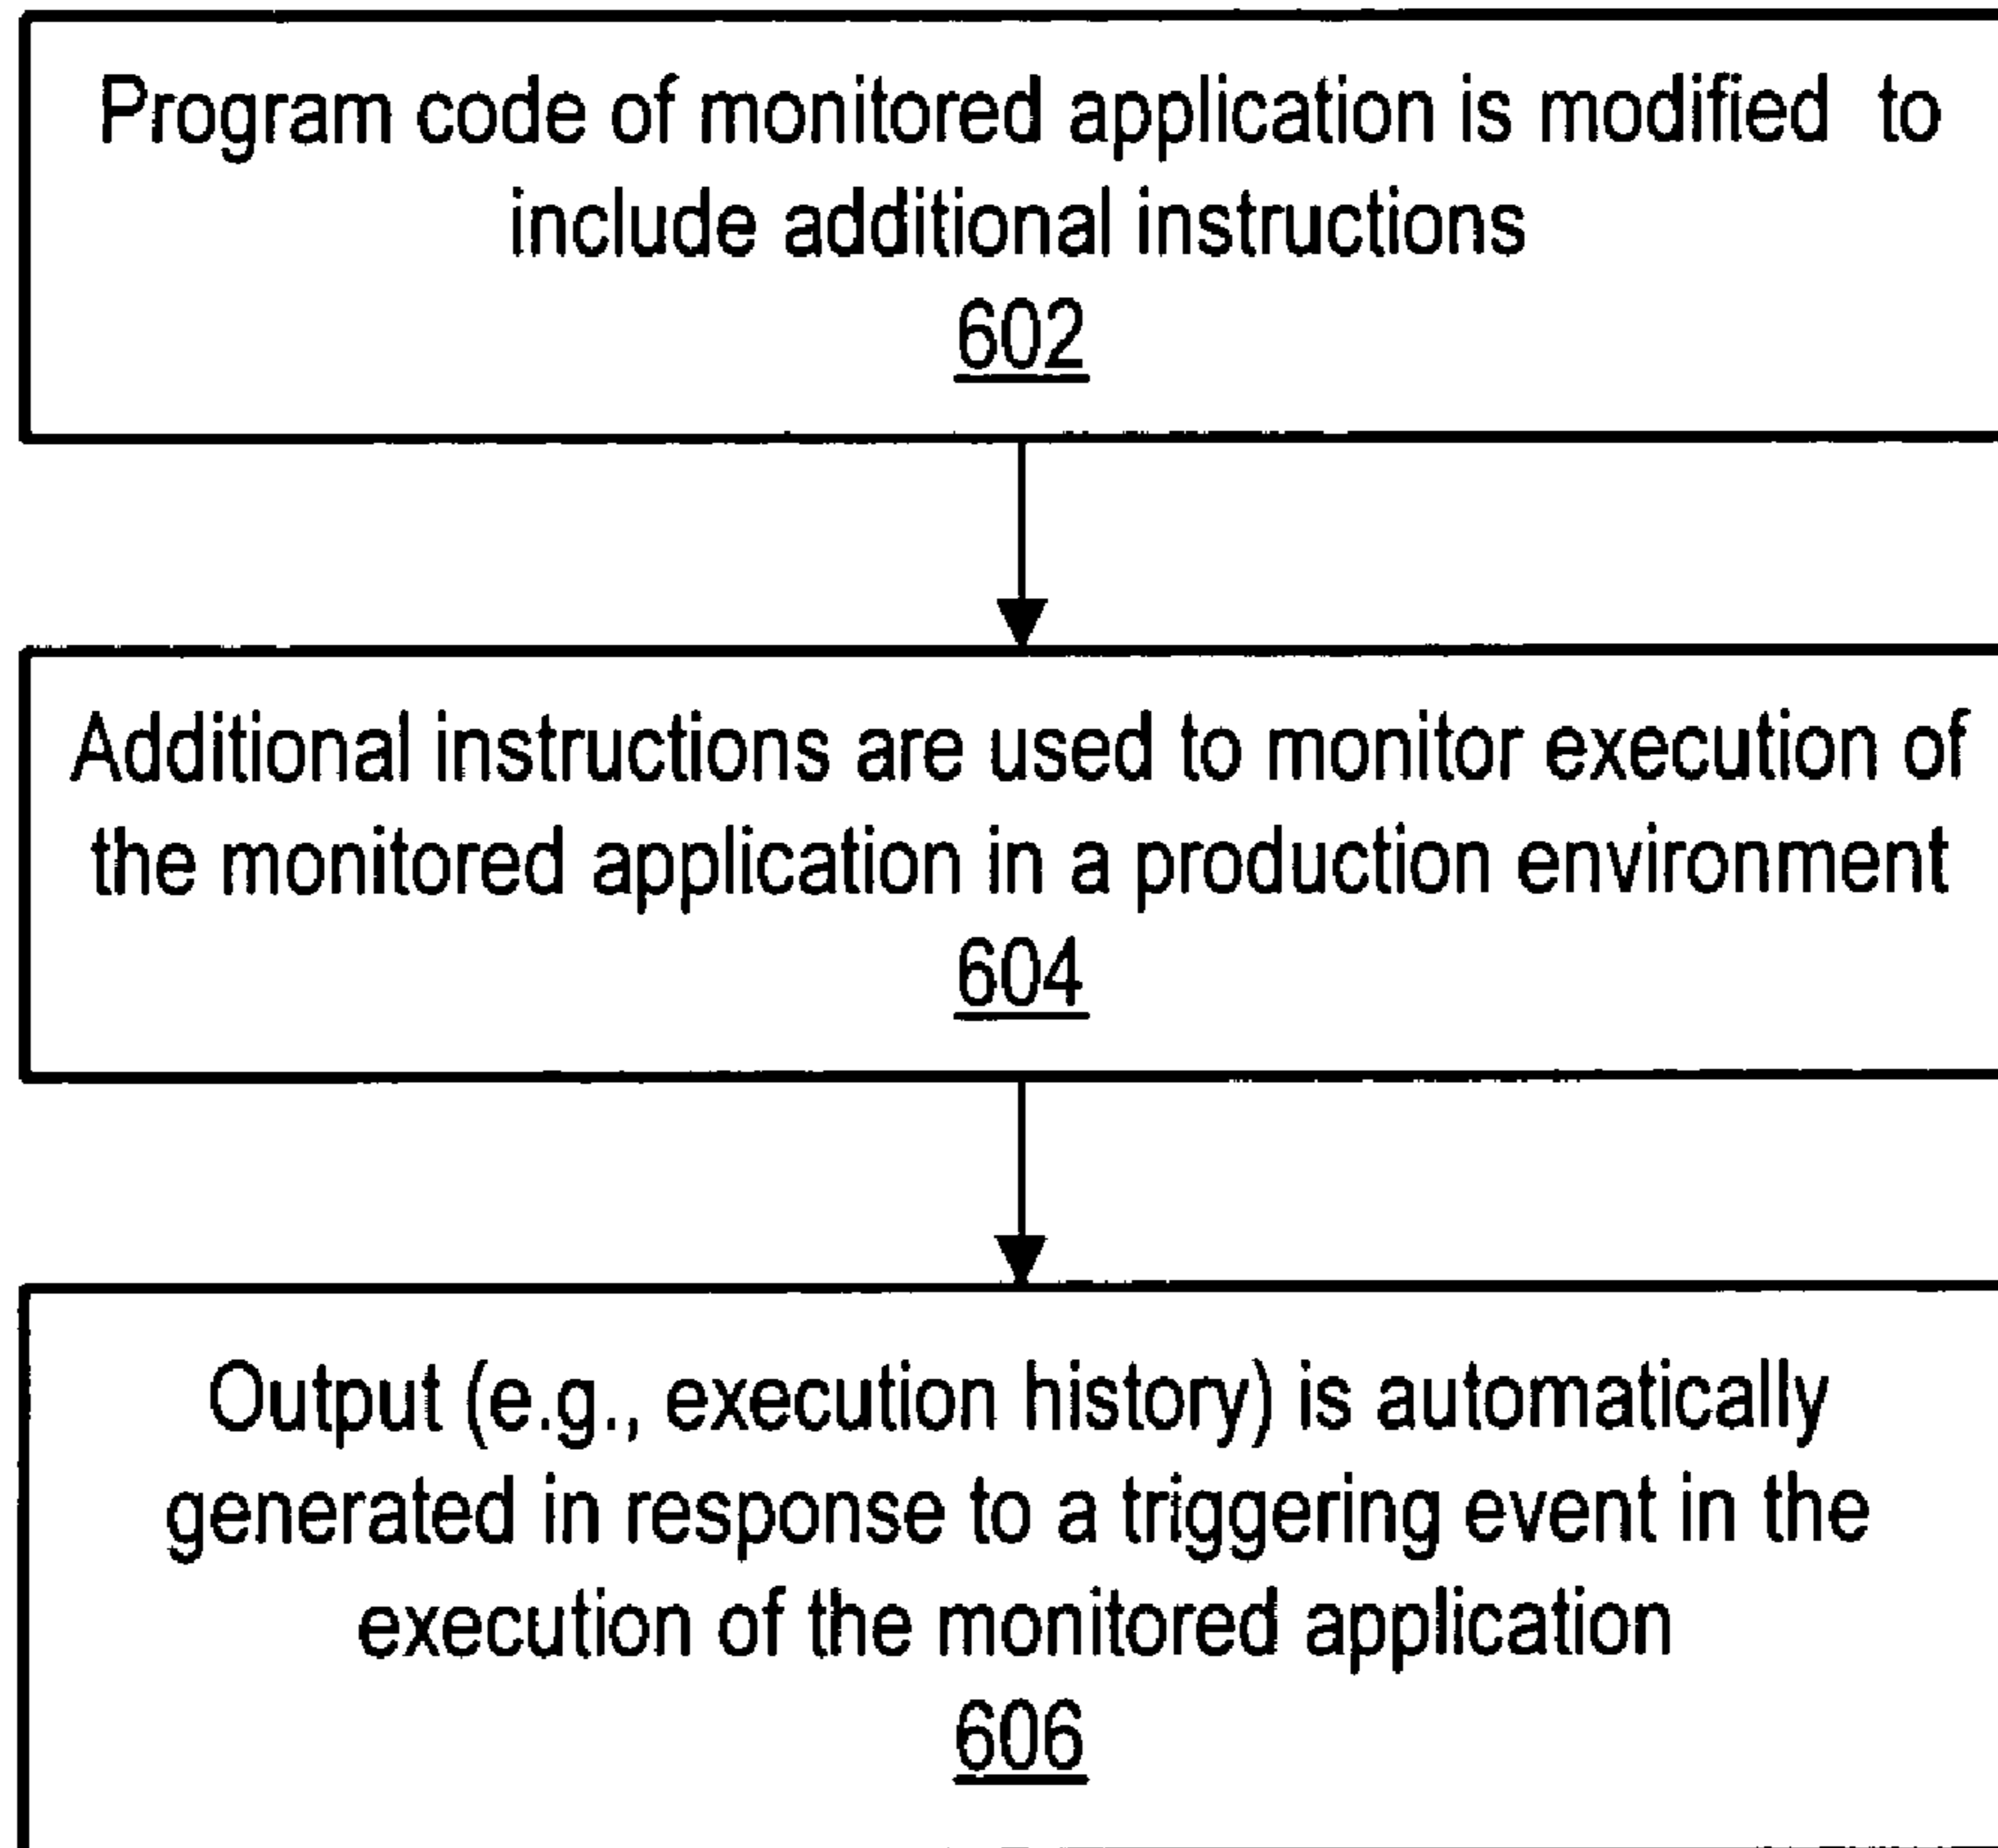 Program code of monitored application is modified to
include additional instructions
602
Additional instructions are used to monitor execution of
the monitored application in a production environment
604
Output (e.g., execution history) is automatically
generated in response to a triggering event in the
execution of the monitored application
606